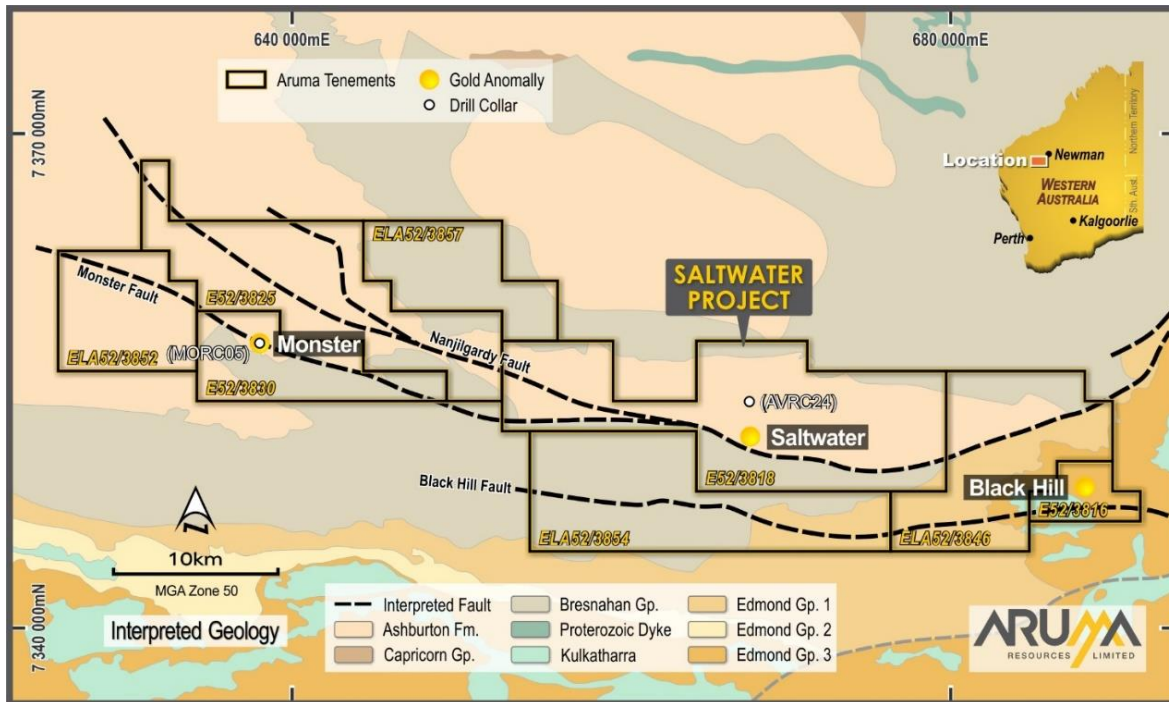 640 000mE
680 000mE
Aruma Tenements
Gold Anomally
Drill Collar
7 370 000mN
Northern Territory
Sth. Aust.
Location
Newman
WESTERN
AUSTRALIA
Kalgoorlie
Perth
ELA52/3857
Monster Fault
E52/3825
SALTWATER
PROJECT
ELA52/3852
(MORC05)
Monster
Nanjilgardy Fault
E52/3830
(AVRC24)
Saltwater
Black Hill Fault
E52/3818
Black Hill
E52/3816
ELA52/3854
ELA52/3846
N
10km
MGA Zone 50
Interpreted Geology
7 340 000mN
Interpreted Fault
Ashburton Fm.
Capricorn Gp.
Bresnahan Gp.
Proterozoic Dyke
Kulkatharra
Edmond Gp. 1
Edmond Gp. 2
Edmond Gp. 3
ARUMA
RESOURCES LIMITED